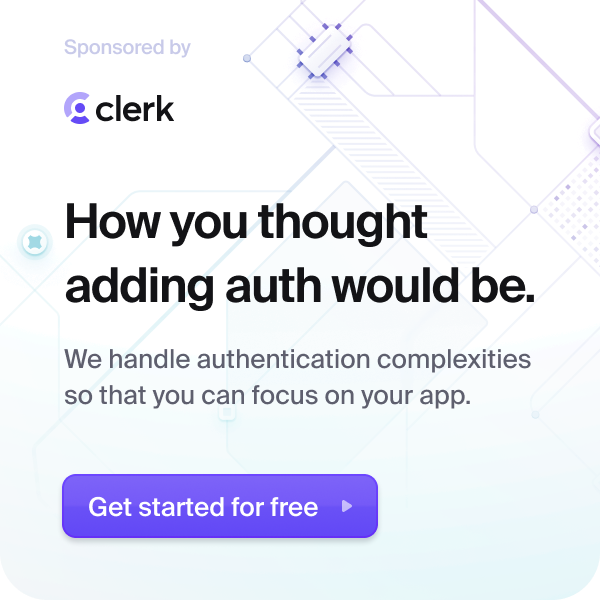 Sponsored by
clerk
How you thought
adding auth would be.
We handle authentication complexities
so that you can focus on your app.
Get started for free